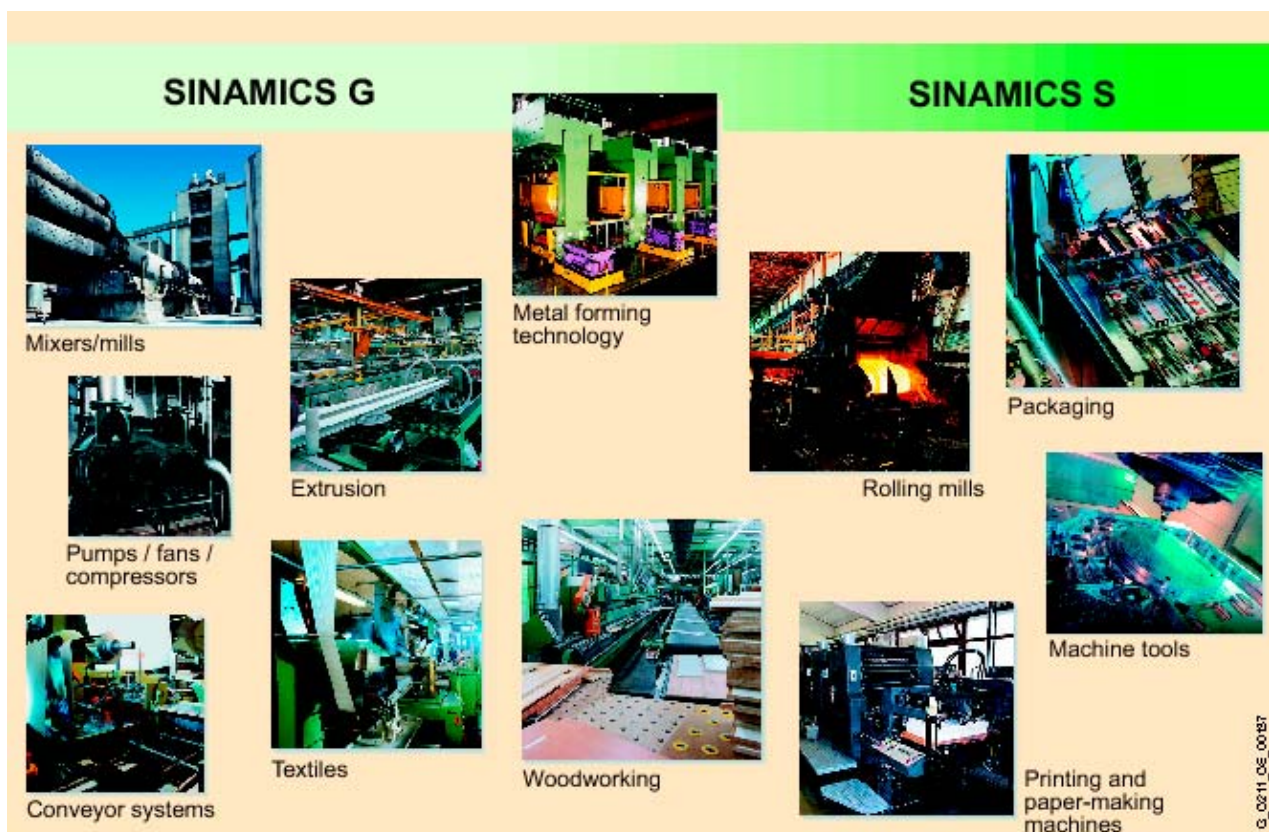 SINAMICS G
SINAMICS S
Mixers/mills
Metal forming
technology
Packaging
Extrusion
Rolling mills
Pumps / fans /
compressors
Machine tools
Textiles
Woodworking
Conveyor systems
Printing and
paper-making
machines
G_D211_DE_00137